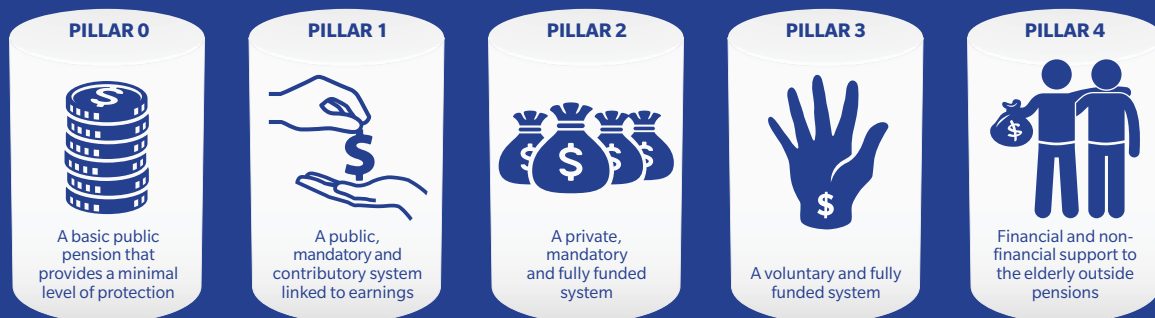 PILLAR 0
A basic public
pension that
provides a minimal
level of protection
PILLAR 1
A public,
mandatory and
contributory system
linked to earnings
PILLAR 2
A private,
mandatory
and fully funded
system
PILLAR 3
A voluntary and fully
funded system
PILLAR 4
Financial and non-
financial support to
the elderly outside
pensions